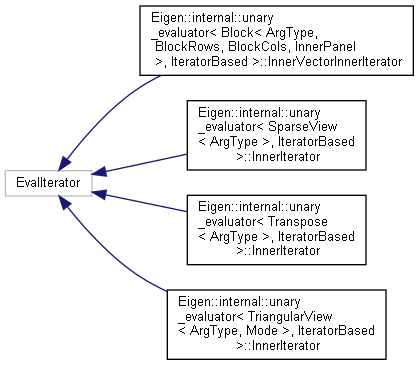 Eigen::internal::unary
_evaluator< Block< ArgType,
BlockRows, BlockCols, InnerPanel
>, IteratorBased >::InnerVectorInnerIterator
Eigen::internal::unary
_evaluator< SparseView
< ArgType >, IteratorBased
>::InnerIterator
EvalIterator
Eigen::internal::unary
_evaluator< Transpose
< ArgType >, IteratorBased
>::InnerIterator
Eigen::internal::unary
_evaluator< TriangularView
< ArgType, Mode >, IteratorBased
>::InnerIterator